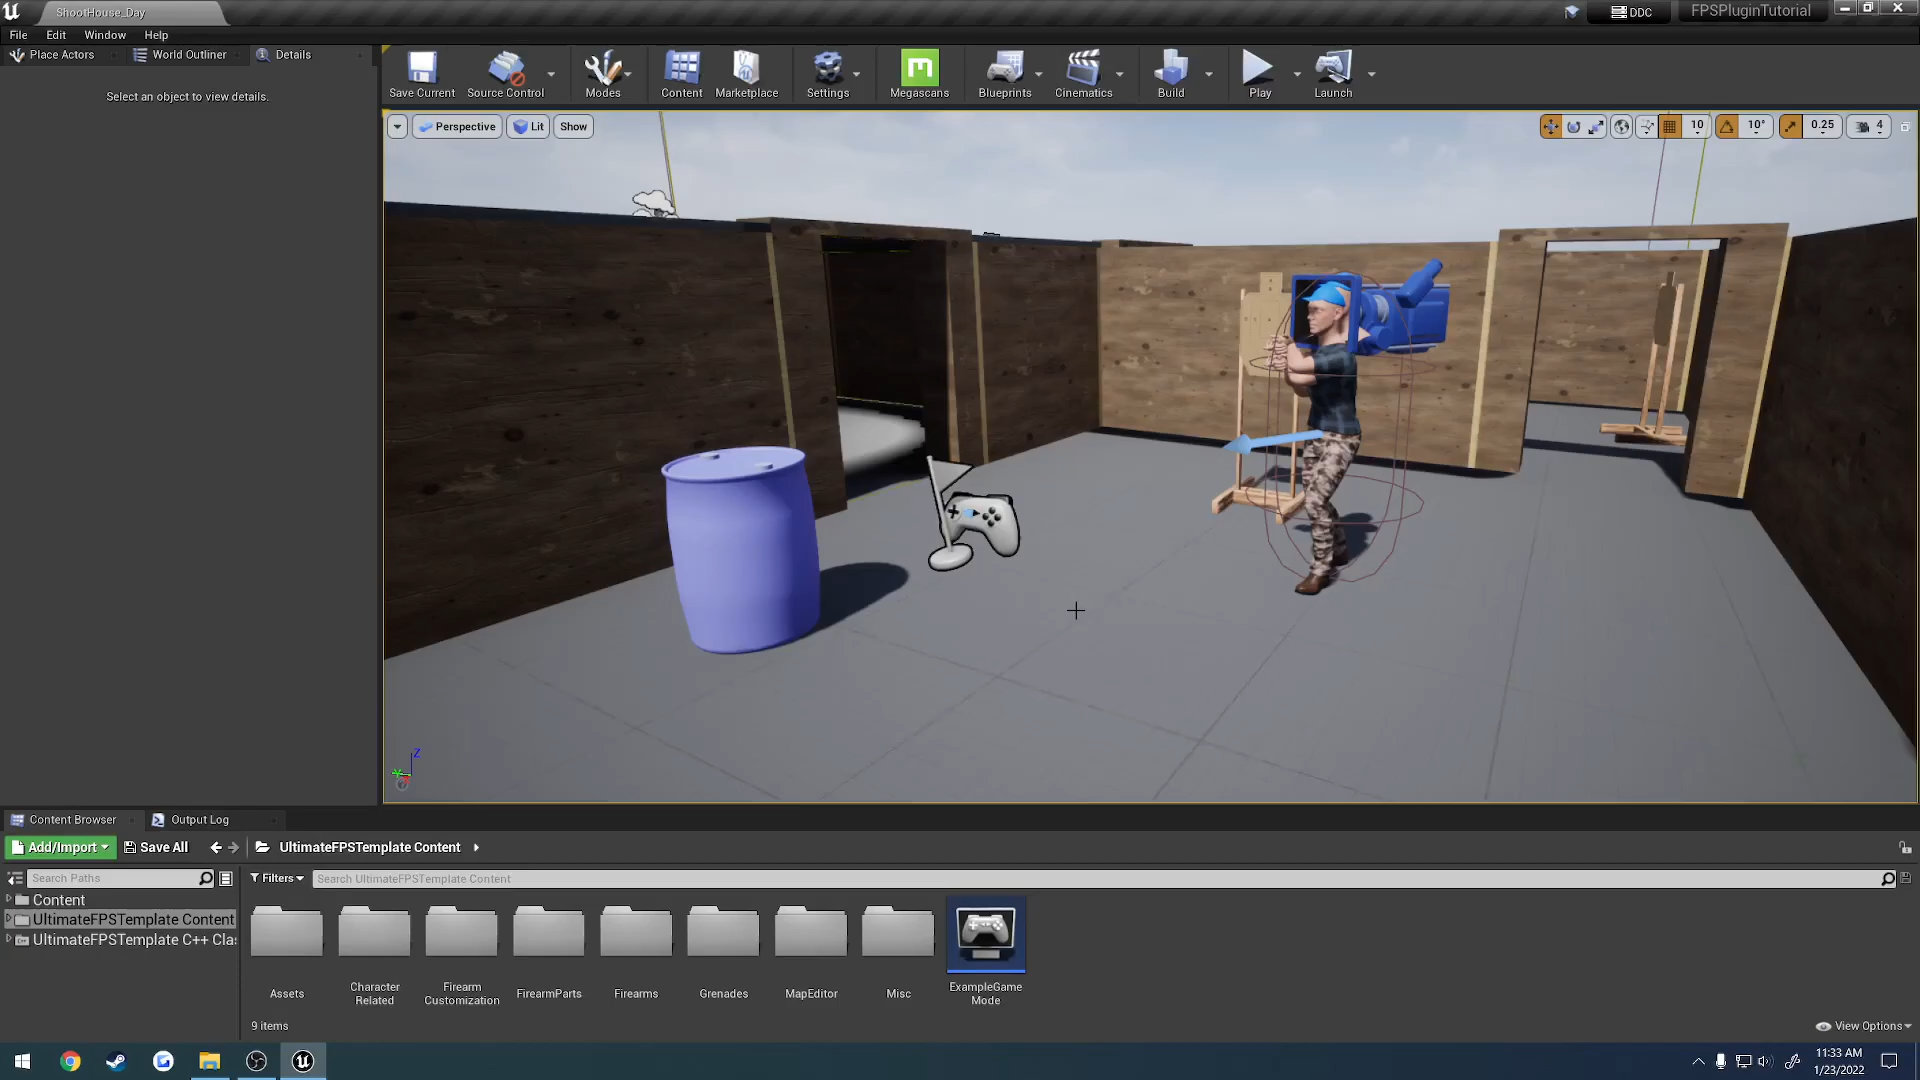 ShootHouse_Day
DDC
FPSPluginTutorial
File Edit Window Help
Place Actors
World Outliner
Details
Select an object to view details.
Save Current
Source Control
Modes
Content
Marketplace
Settings
Megascans
Blueprints
Cinematics
Build
Play
Launch
Perspective
Lit
Show
10
10°
0.25
4
Z
Content Browser
Output Log
Add/Import
Save All
UltimateFPSTemplate Content
Search Paths
Filters
Search UltimateFPSTemplate Content
Content
UltimateFPSTemplate Content
UltimateFPSTemplate C++ Clas
Assets
Character
Related
Firearm
Customization
FirearmParts
Firearms
Grenades
MapEditor
Misc
ExampleGame
Mode
9 items
View Options
11:33 AM
1/23/2022